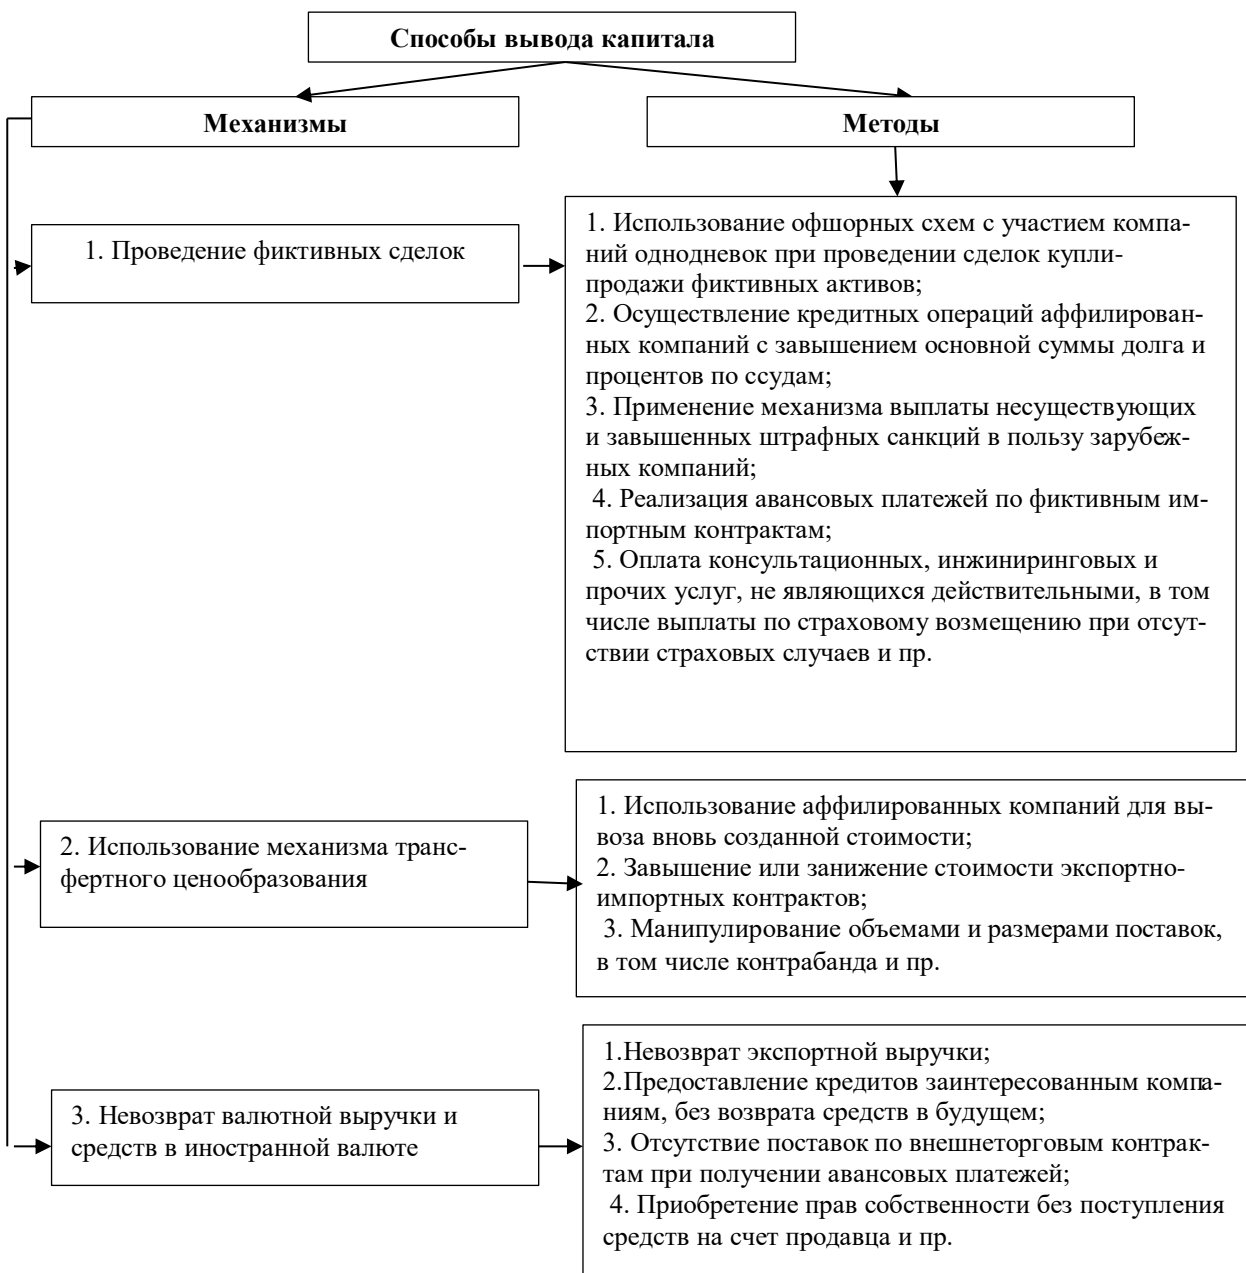 Способы вывода капитала
Механизмы
Методы
1. Проведение фиктивных сделок
1. Использование офшорных схем с участием компа-
ний однодневок при проведении сделок купли-
продажи фиктивных активов;
2. Осуществление кредитных операций аффилирован-
ных компаний с завышением основной суммы долга и
процентов по ссудам;
3. Применение механизма выплаты несуществующих
и завышенных штрафных санкций в пользу зарубеж-
ных компаний;
4. Реализация авансовых платежей по фиктивным им-
портным контрактам;
5. Оплата консультационных, инжиниринговых и
прочих услуг, не являющихся действительными, в том
числе выплаты по страховому возмещению при отсут-
ствии страховых случаев и пр.
2. Использование механизма транс-
фертного ценообразования
1. Использование аффилированных компаний для вы-
воза вновь созданной стоимости;
2. Завышение или занижение стоимости экспортно-
импортных контрактов;
3. Манипулирование объемами и размерами поставок,
в том числе контрабанда и пр.
3. Невозврат валютной выручки и
средств в иностранной валюте
1.Невозврат экспортной выручки;
2.Предоставление кредитов заинтересованным компа-
ниям, без возврата средств в будущем;
3. Отсутствие поставок по внешнеторговым контрак-
там при получении авансовых платежей;
4. Приобретение прав собственности без поступления
средств на счет продавца и пр.